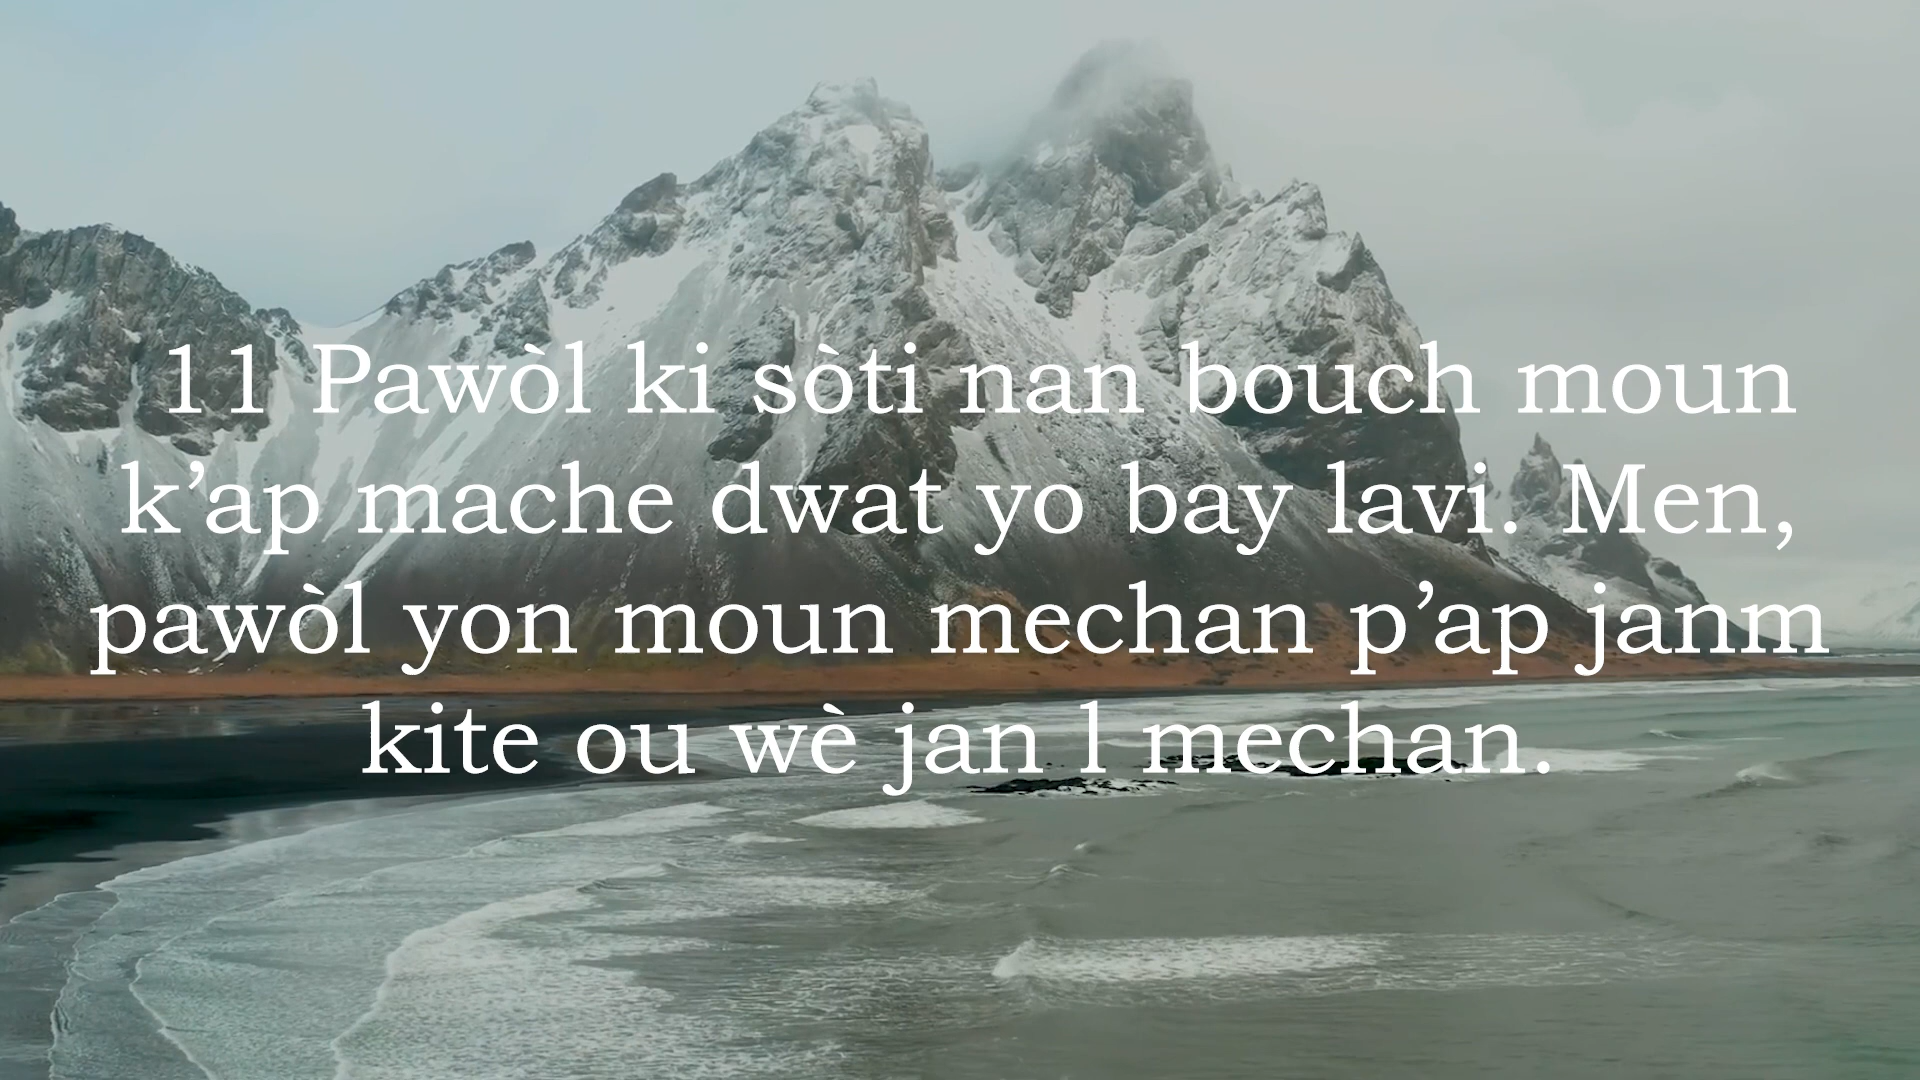 11 Pawòl ki sòti nan bouch moun
k’ap mache dwat yo bay lavi. Men,
pawòl yon moun mechan p’ap janm
kite ou wè jan l mechan.